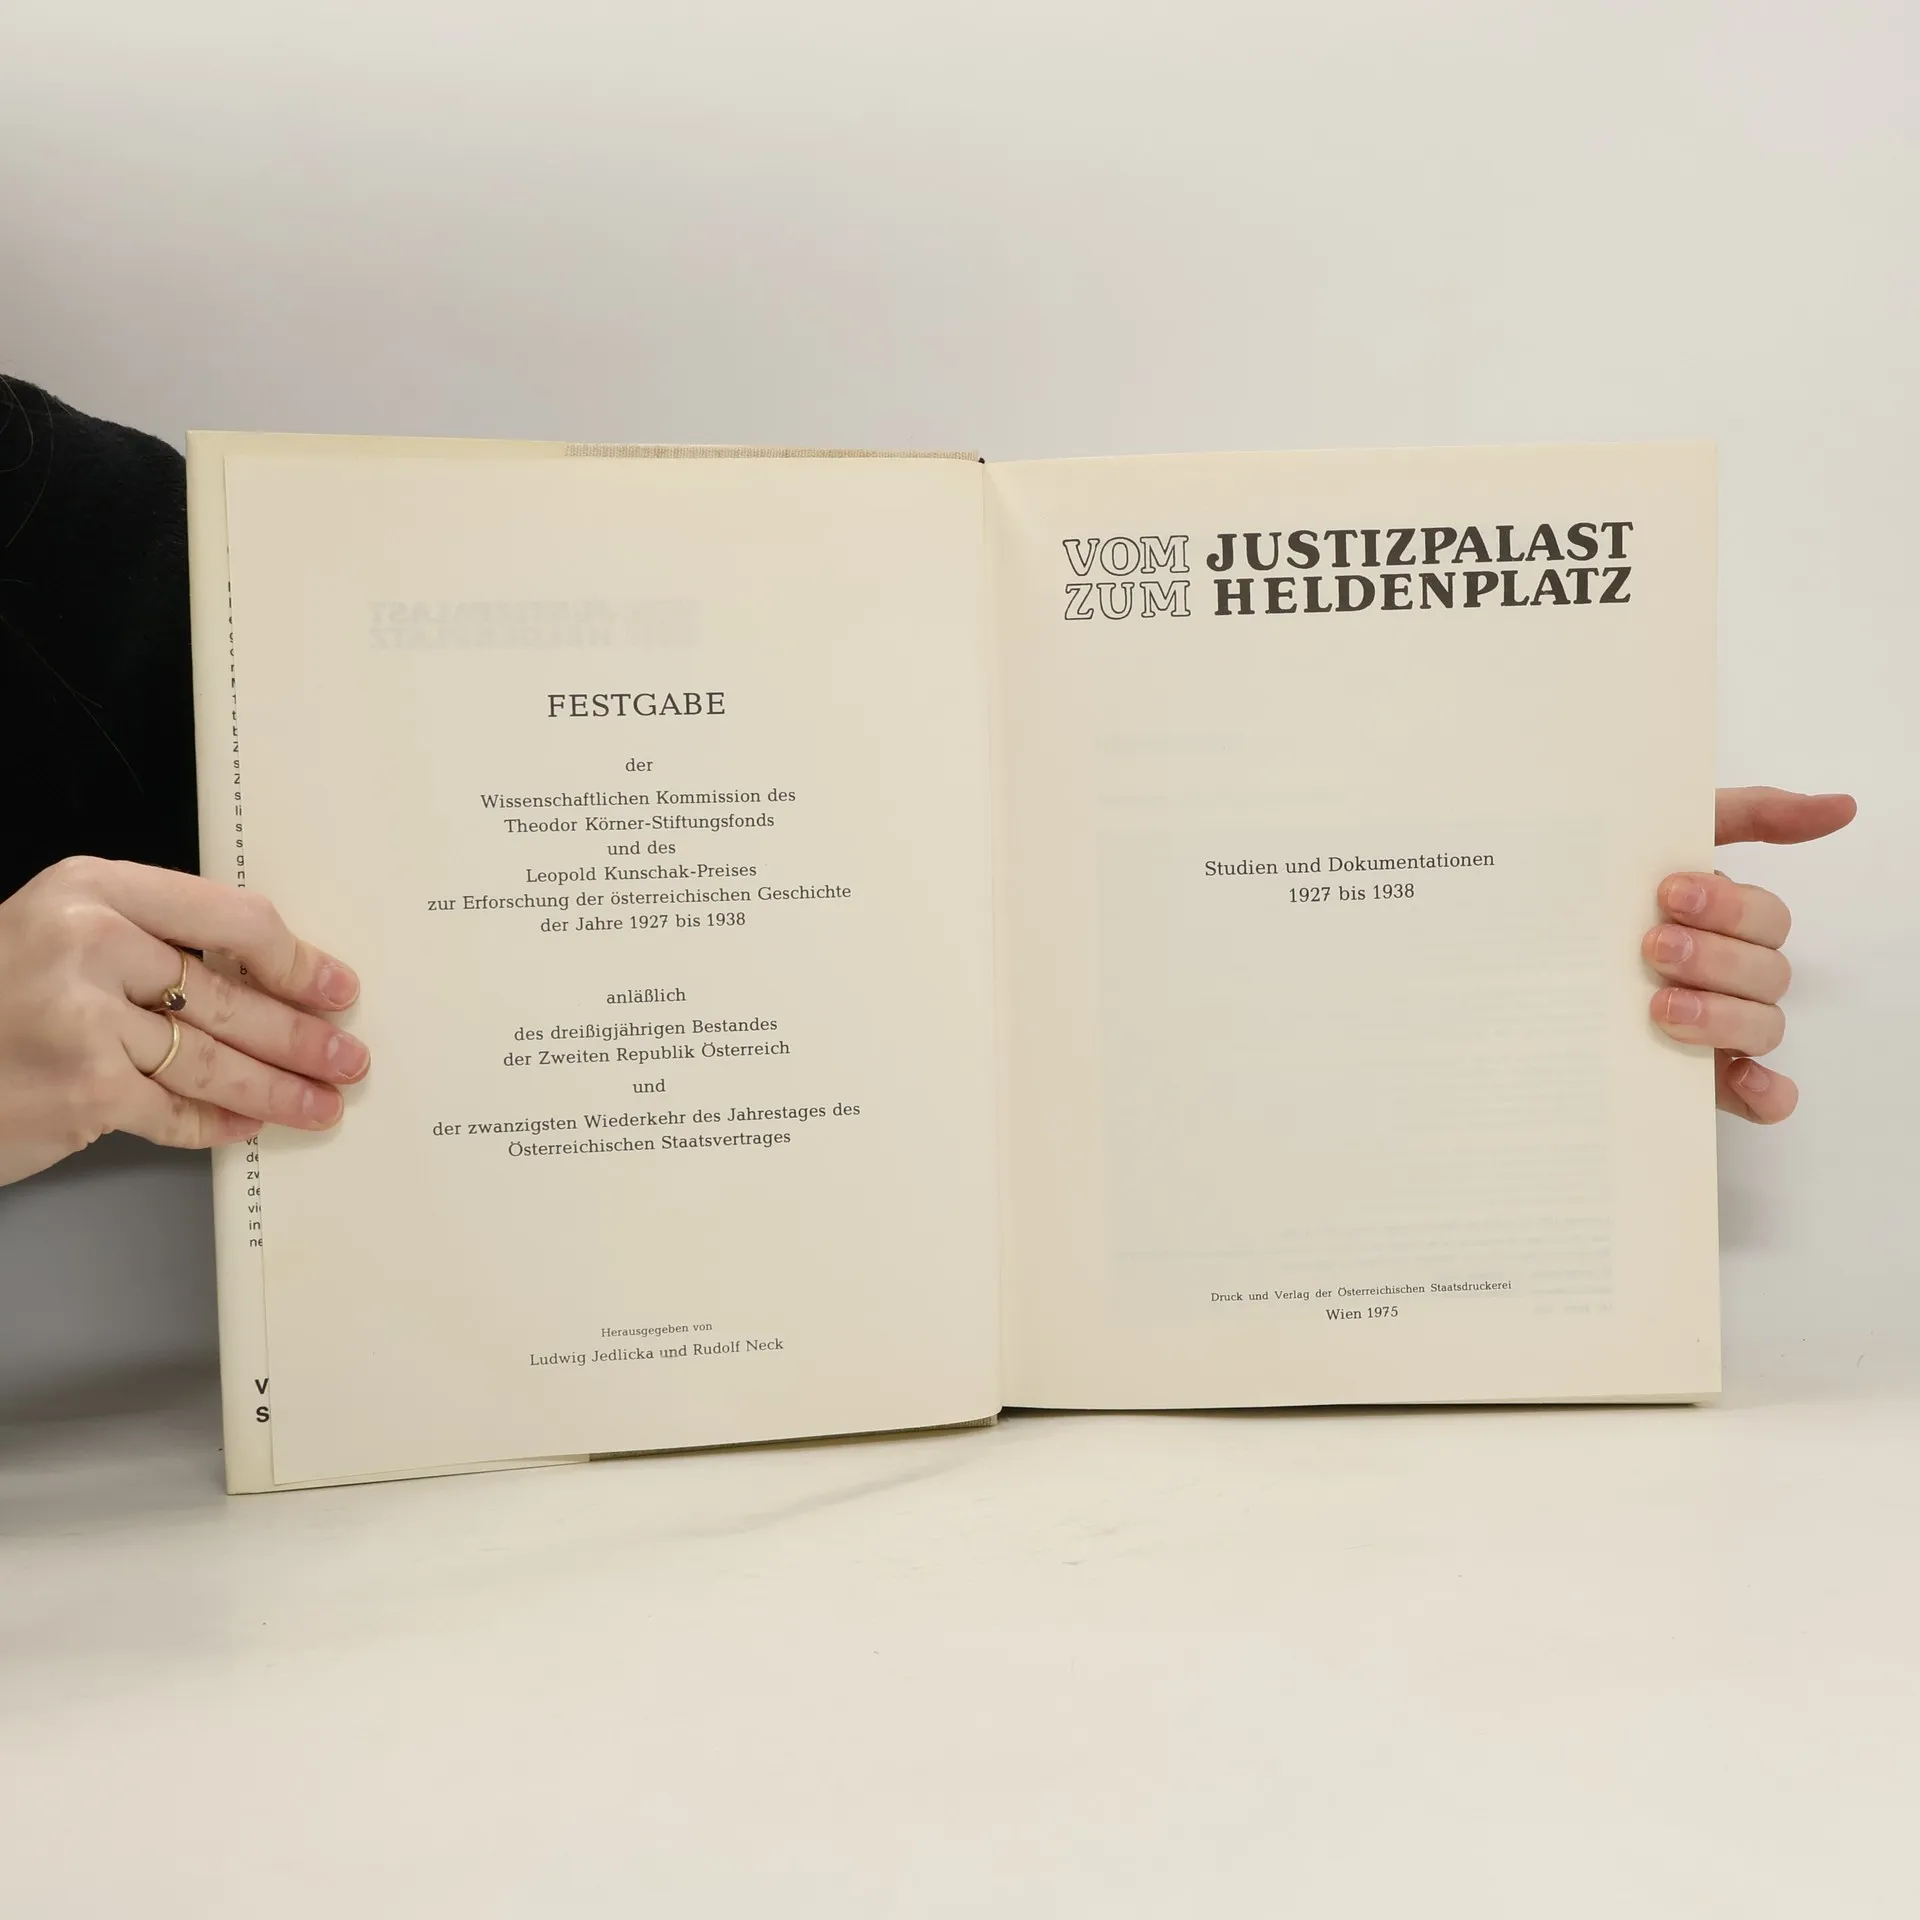 FESTGABE
der
Wissenschaftlichen Kommission des
Theodor Körner-Stiftungsfonds
und des
Leopold Kunschak-Preises
zur Erforschung der österreichischen Geschichte
der Jahre 1927 bis 1938
anläßlich
des dreißigjährigen Bestandes
der Zweiten Republik Österreich
und
der zwanzigsten Wiederkehr des Jahrestages des
Österreichischen Staatsvertrages
Herausgegeben von
Ludwig Jedlicka und Rudolf Neck
VOM JUSTIZPALAST
ZUM HELDENPLATZ
Studien und Dokumentationen
1927 bis 1938
Druck und Verlag der Österreichischen Staatsdruckerei
Wien 1975